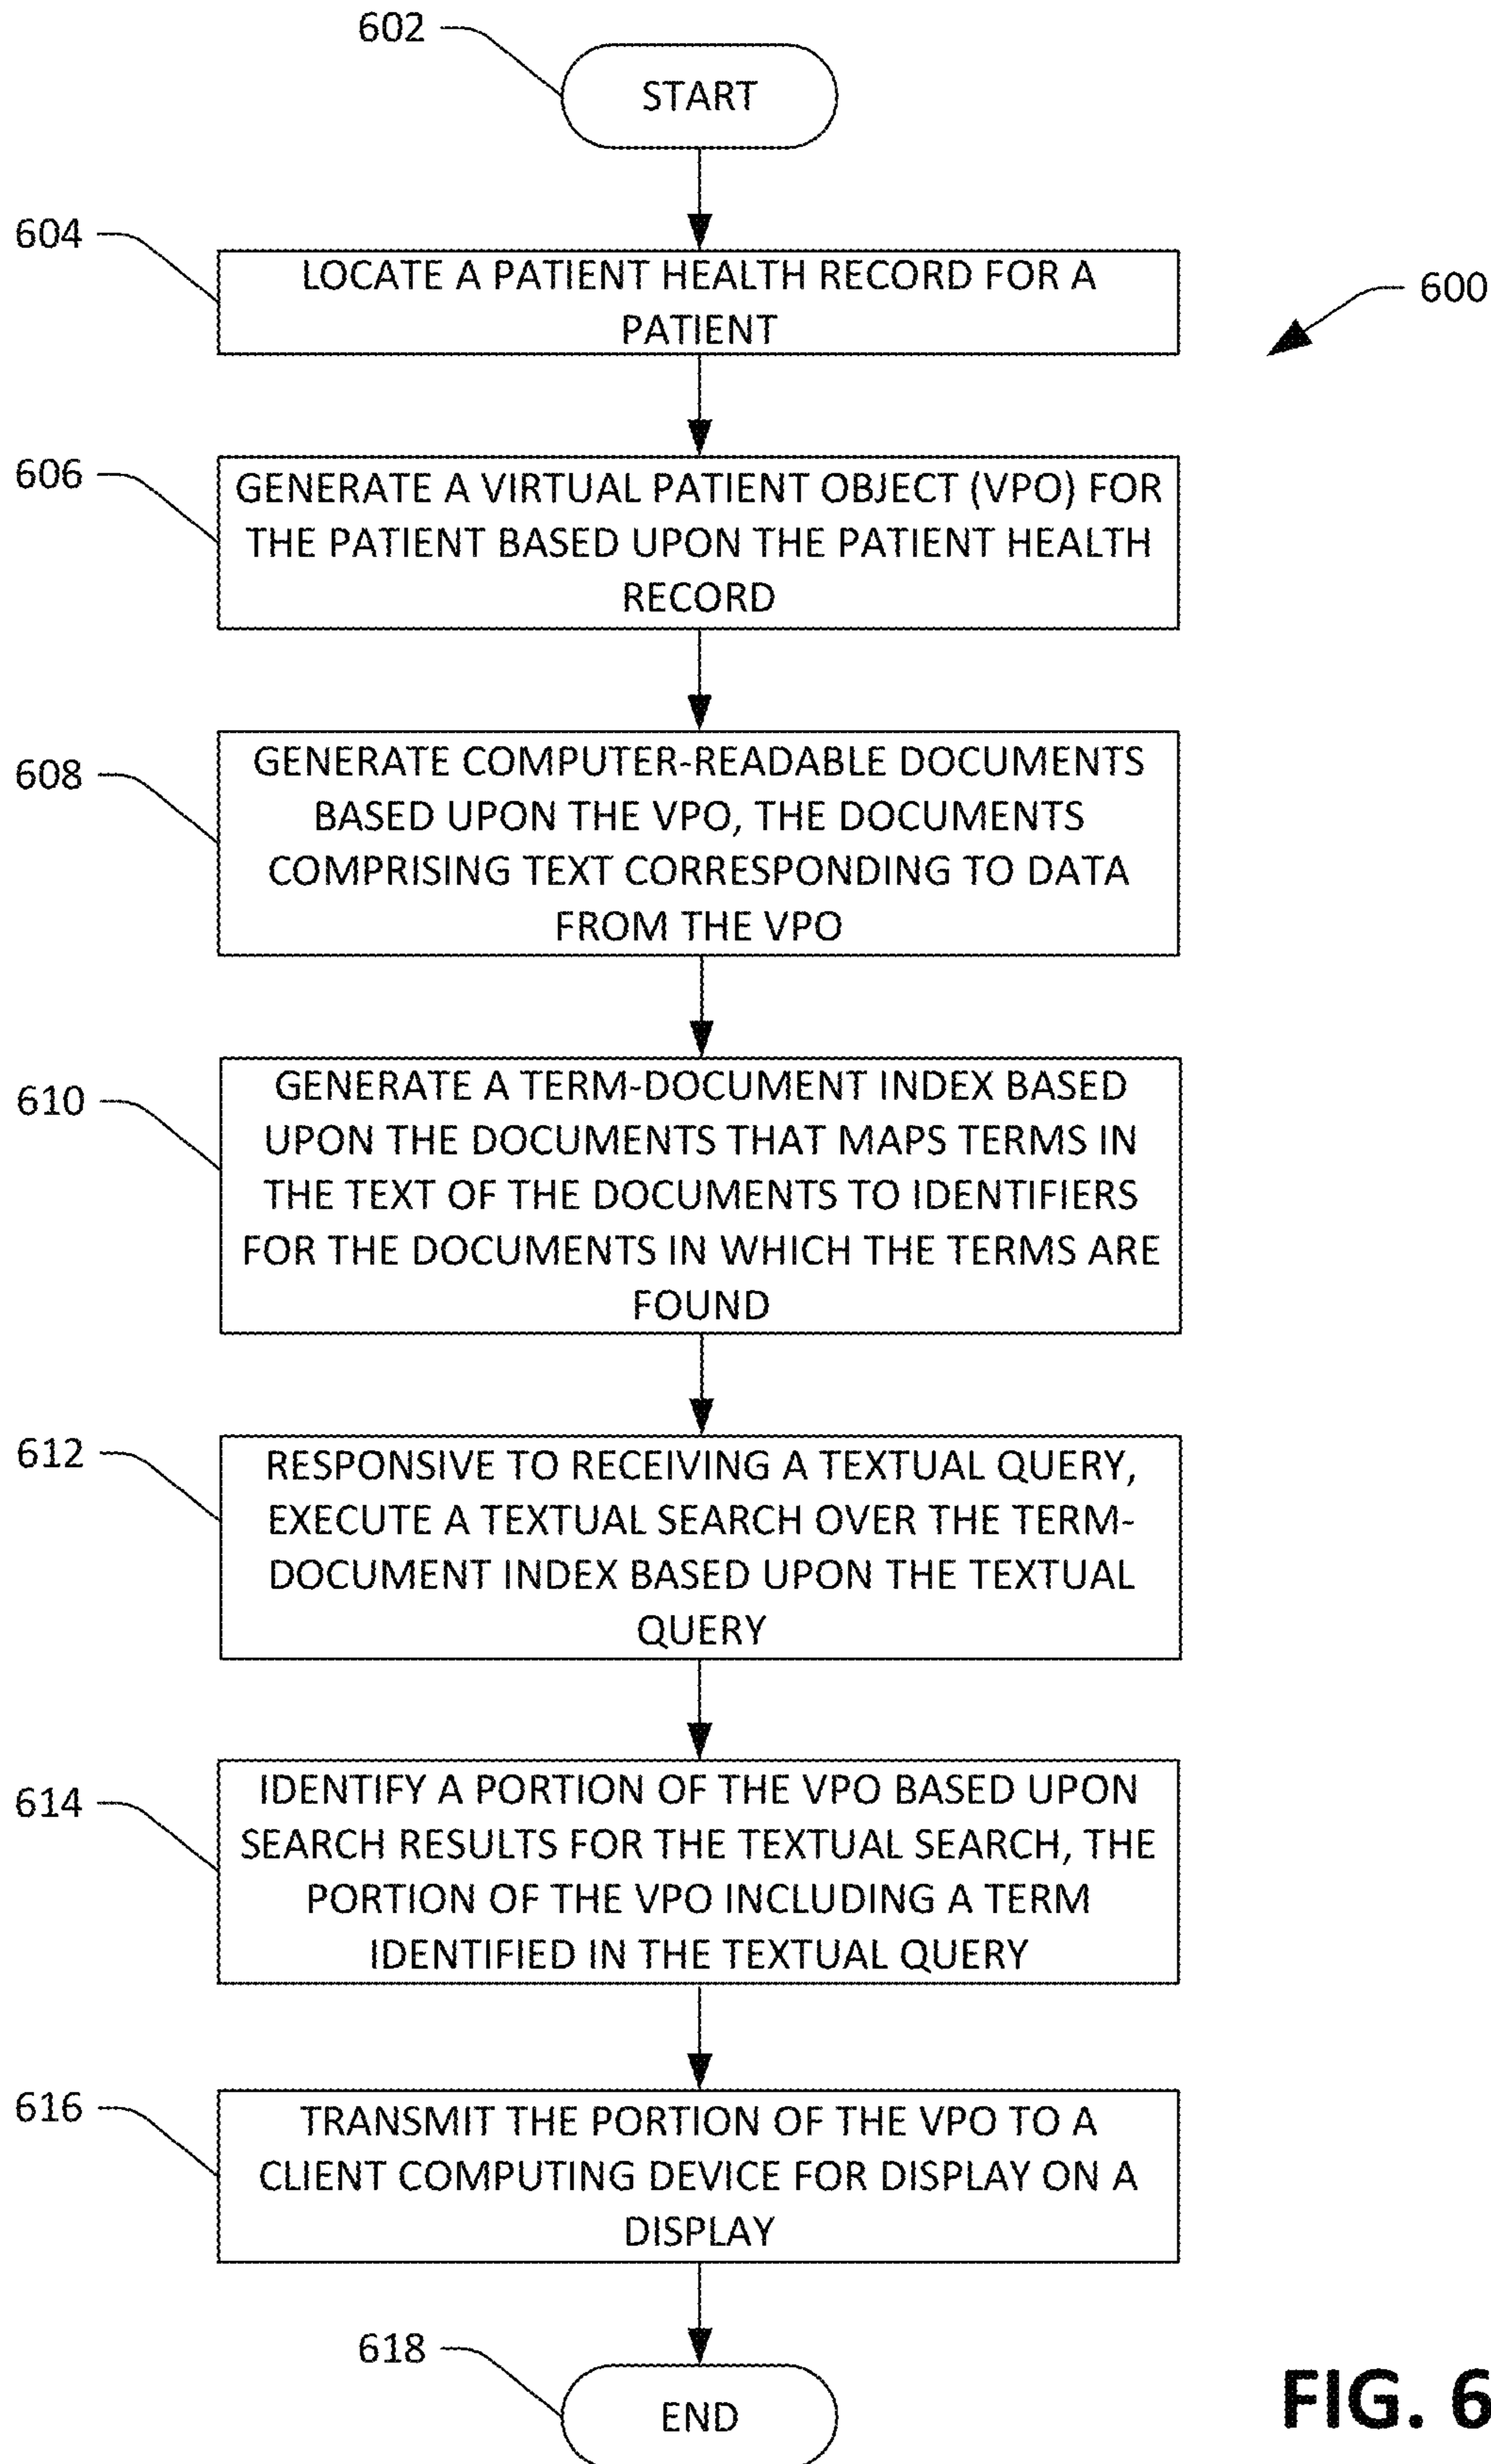 602
START
604
LOCATE A PATIENT HEALTH RECORD FOR A
PATIENT
600
606
GENERATE A VIRTUAL PATIENT OBJECT (VPO) FOR
THE PATIENT BASED UPON THE PATIENT HEALTH
RECORD
608
GENERATE COMPUTER-READABLE DOCUMENTS
BASED UPON THE VPO, THE DOCUMENTS
COMPRISING TEXT CORRESPONDING TO DATA
FROM THE VPO
610
GENERATE A TERM-DOCUMENT INDEX BASED
UPON THE DOCUMENTS THAT MAPS TERMS IN
THE TEXT OF THE DOCUMENTS TO IDENTIFIERS
FOR THE DOCUMENTS IN WHICH THE TERMS ARE
FOUND
612
RESPONSIVE TO RECEIVING A TEXTUAL QUERY,
EXECUTE A TEXTUAL SEARCH OVER THE TERM-
DOCUMENT INDEX BASED UPON THE TEXTUAL
QUERY
614
IDENTIFY A PORTION OF THE VPO BASED UPON
SEARCH RESULTS FOR THE TEXTUAL SEARCH, THE
PORTION OF THE VPO INCLUDING A TERM
IDENTIFIED IN THE TEXTUAL QUERY
616
TRANSMIT THE PORTION OF THE VPO TO A
CLIENT COMPUTING DEVICE FOR DISPLAY ON A
DISPLAY
618
END
FIG. 6